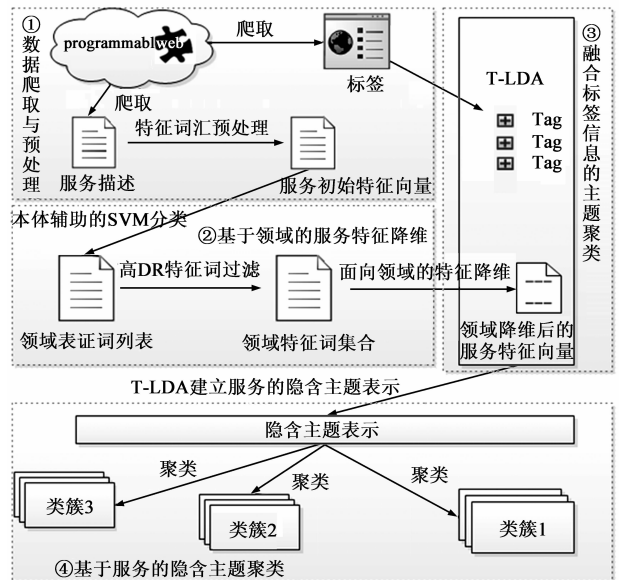 ①数据爬取与预处理
programmablweb
爬取
标签
爬取
特征词汇预处理
服务描述
服务初始特征向量
T-LDA
Tag
Tag
Tag
③融合标签信息的主题聚类
本体辅助的SVM分类
②基于领域的服务特征降维
高DR特征词过滤
面向领域的特征降维
领域表证词列表
领域特征词集合
领域降维后的
服务特征向量
T-LDA建立服务的隐含主题表示
隐含主题表示
聚类
聚类
聚类
类簇3
类簇2
类簇1
④基于服务的隐含主题聚类